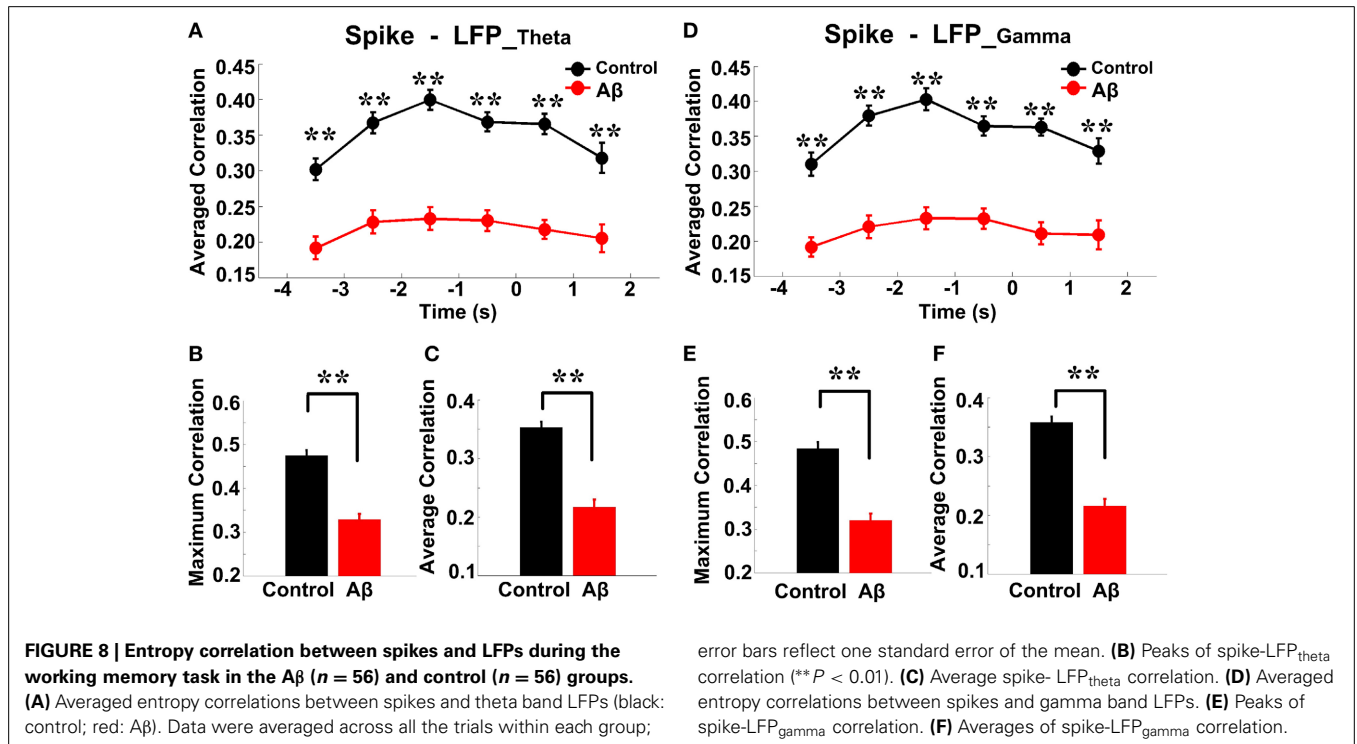 A
Spike - LFP_Theta
Control
Aβ
Averaged Correlation
0.45
0.40
0.35
0.30
0.25
0.20
0.15
** ** ** ** ** **
-4 -3 -2 -1 0 1 2
Time (s)
D
Spike - LFP_Gamma
Control
Aβ
Averaged Correlation
0.45
0.40
0.35
0.30
0.25
0.20
0.15
** ** ** ** ** **
-4 -3 -2 -1 0 1 2
Time (s)
B
**
Maximum Correlation
0.6
0.5
0.4
0.3
0.2
Control Aβ
C
**
Average Correlation
0.4
0.3
0.2
0.1
Control Aβ
E
**
Maximum Correlation
0.6
0.5
0.4
0.3
0.2
Control Aβ
F
**
Average Correlation
0.4
0.3
0.2
0.1
Control Aβ
FIGURE 8 | Entropy correlation between spikes and LFPs during the
working memory task in the Aβ (n = 56) and control (n = 56) groups.
(A) Averaged entropy correlations between spikes and theta band LFPs (black:
control; red: Aβ). Data were averaged across all the trials within each group;
error bars reflect one standard error of the mean. (B) Peaks of spike-LFPtheta
correlation (**P < 0.01). (C) Average spike- LFPtheta correlation. (D) Averaged
entropy correlations between spikes and gamma band LFPs. (E) Peaks of
spike-LFPgamma correlation. (F) Averages of spike-LFPgamma correlation.